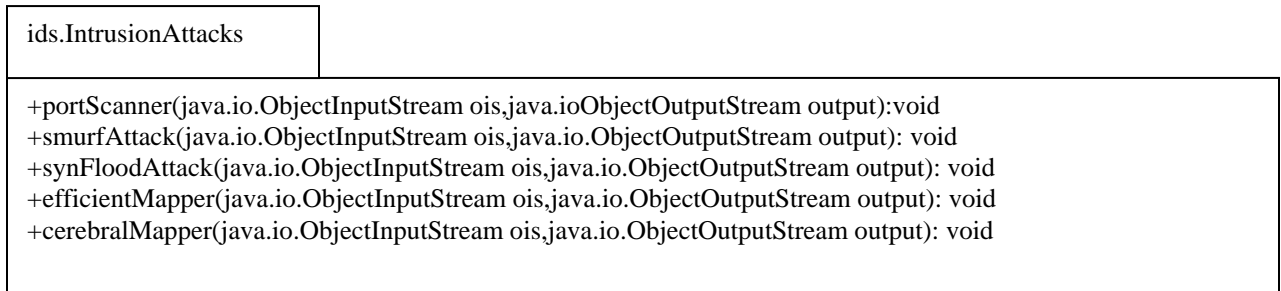 ids.IntrusionAttacks
+portScanner(java.io.ObjectInputStream ois,java.ioObjectOutputStream output):void
+smurfAttack(java.io.ObjectInputStream ois,java.io.ObjectOutputStream output): void
+synFloodAttack(java.io.ObjectInputStream ois,java.io.ObjectOutputStream output): void
+efficientMapper(java.io.ObjectInputStream ois,java.io.ObjectOutputStream output): void
+cerebralMapper(java.io.ObjectInputStream ois,java.io.ObjectOutputStream output): void